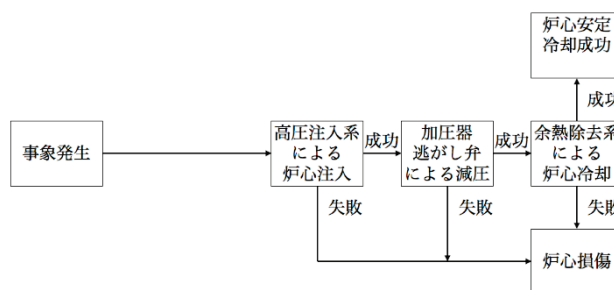 炉心安定
冷却成功
成功
事象発生
高圧注入系
による
炉心注入
成功
加圧器
逃がし弁
による減圧
成功
余熱除去系
による
炉心冷却
失敗
失敗
失敗
炉心損傷